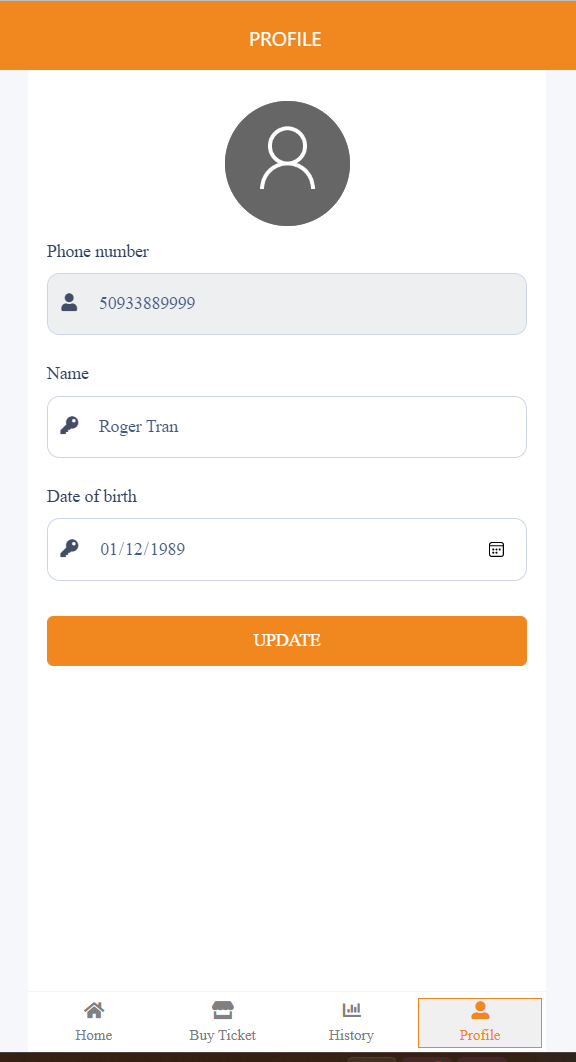 PROFILE
Phone number
50933889999
Name
Roger Tran
Date of birth
01/12/1989
UPDATE
Home
Buy Ticket
History
Profile